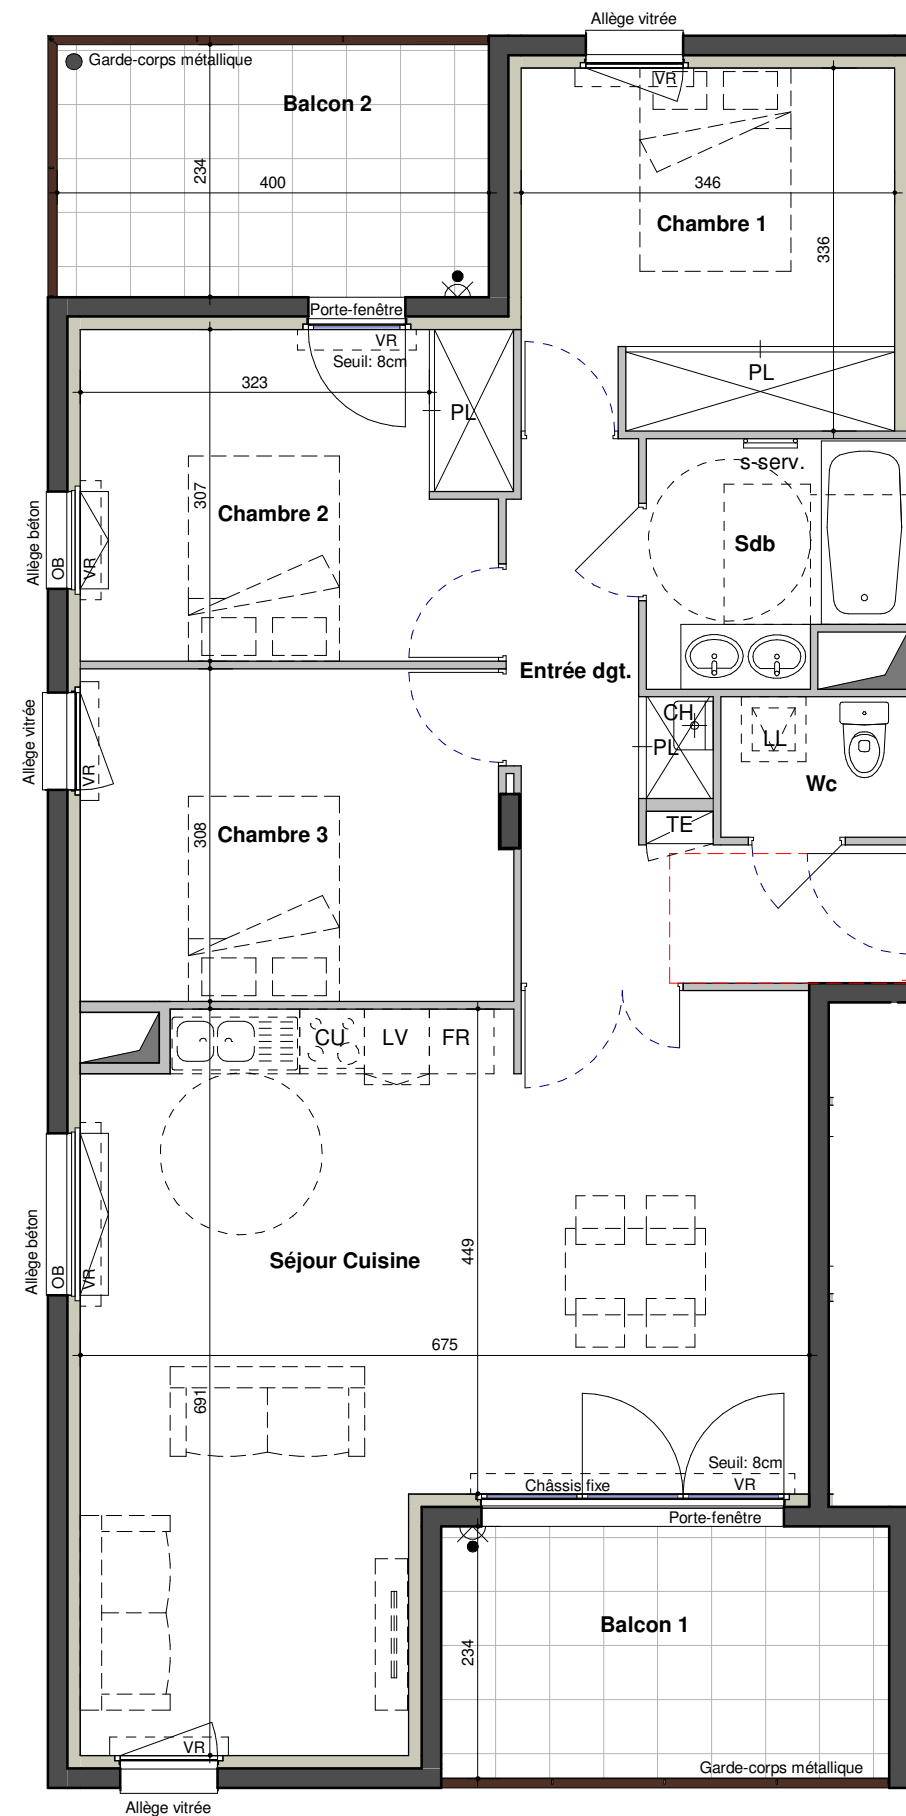 Allège vitrée
Garde-corps métallique
Balcon 2
VR
234
400
346
Chambre 1
336
Porte-fenêtre
VR
Seuil: 8cm
323
PL
PL
s-serv.
307
Chambre 2
Allège béton
OB
VR
Sdb
Entrée dgt.
Allège vitrée
VR
CH
PL
LL
Wc
TE
308
Chambre 3
CU
LV
FR
Allège béton
OB
VR
Séjour Cuisine
449
675
691
Seuil: 8cm
Châssis fixe
VR
Porte-fenêtre
Balcon 1
234
VR
Garde-corps métallique
Allège vitrée